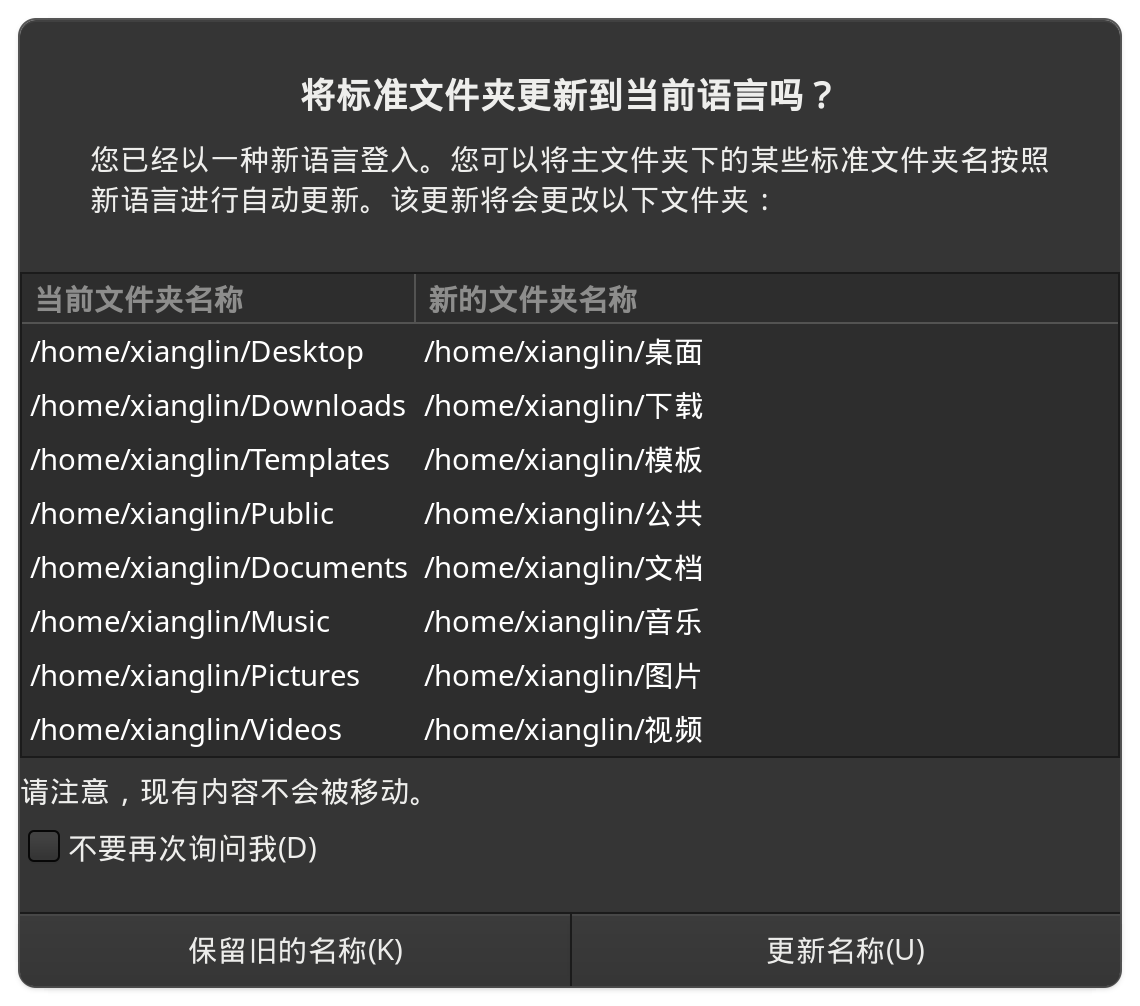 将标准文件夹更新到当前语言吗？
您已经以一种新语言登入。您可以将主文件夹下的某些标准文件夹名按照
新语言进行自动更新。该更新将会更改以下文件夹：
当前文件夹名称 新的文件夹名称
/home/xianglin/Desktop /home/xianglin/桌面
/home/xianglin/Downloads /home/xianglin/下载
/home/xianglin/Templates /home/xianglin/模板
/home/xianglin/Public /home/xianglin/公共
/home/xianglin/Documents /home/xianglin/文档
/home/xianglin/Music /home/xianglin/音乐
/home/xianglin/Pictures /home/xianglin/图片
/home/xianglin/Videos /home/xianglin/视频
请注意，现有内容不会被移动。
不要再次询问我(D)
保留旧的名称(K) 更新名称(U)